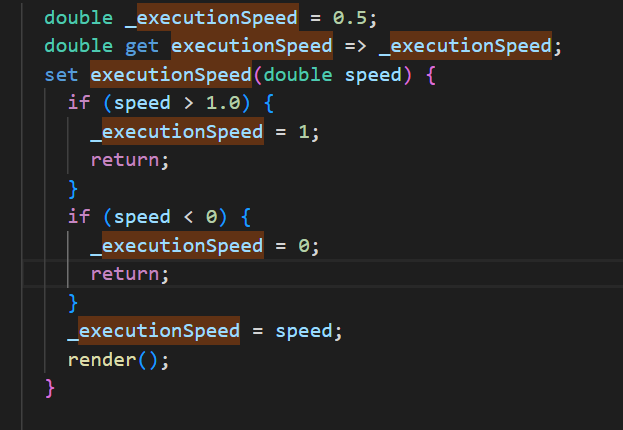 double _executionSpeed = 0.5;
double get executionSpeed => _executionSpeed;
set executionSpeed(double speed) {
  if (speed > 1.0) {
    _executionSpeed = 1;
    return;
  }
  if (speed < 0) {
    _executionSpeed = 0;
    return;
  }
  _executionSpeed = speed;
  render();
}